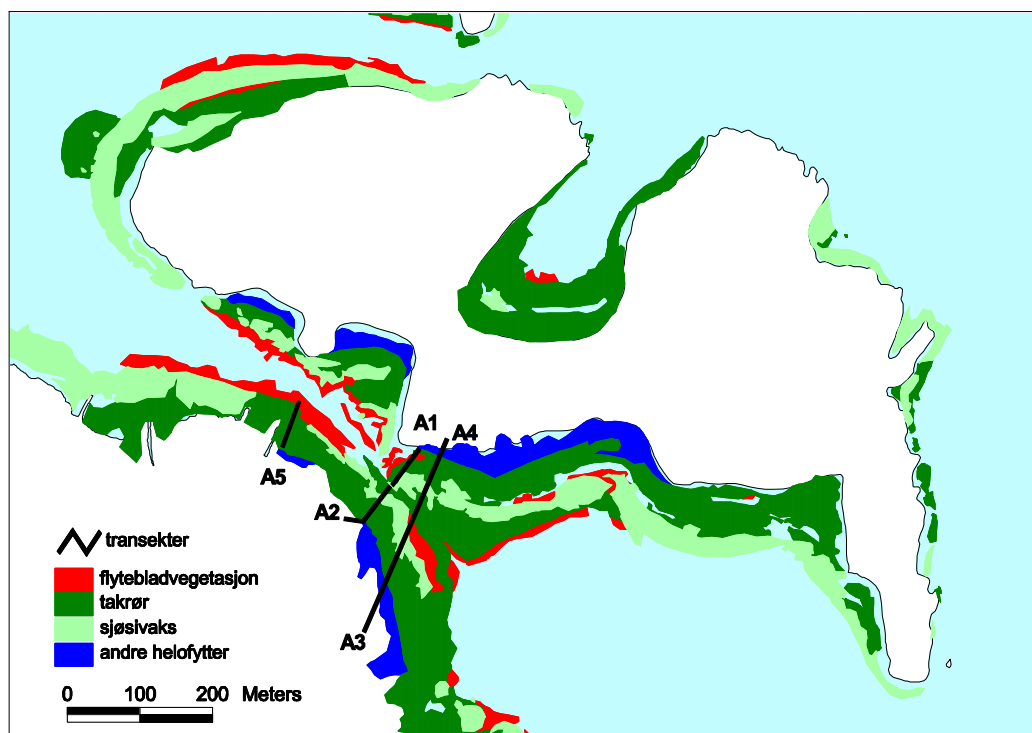 A1
A4
A5
A2
A3
transekter
flytebladvegetasjon
takrør
sjøsivaks
andre helofytter
0 100 200 Meters